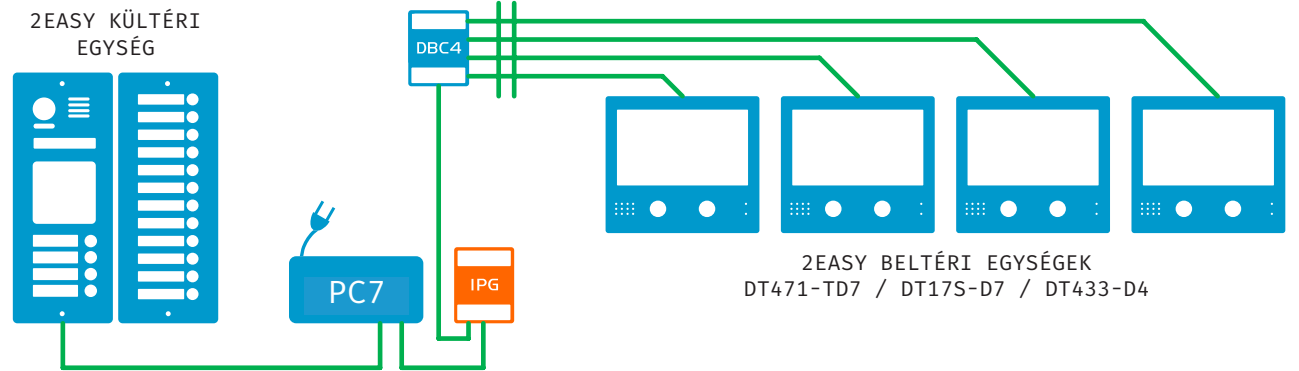 2EASY KÜLTÉRI
EGYSÉG
DBC4
PC7
IPG
2EASY BELTÉRI EGYSÉGEK
DT471-TD7 / DT17S-D7 / DT433-D4